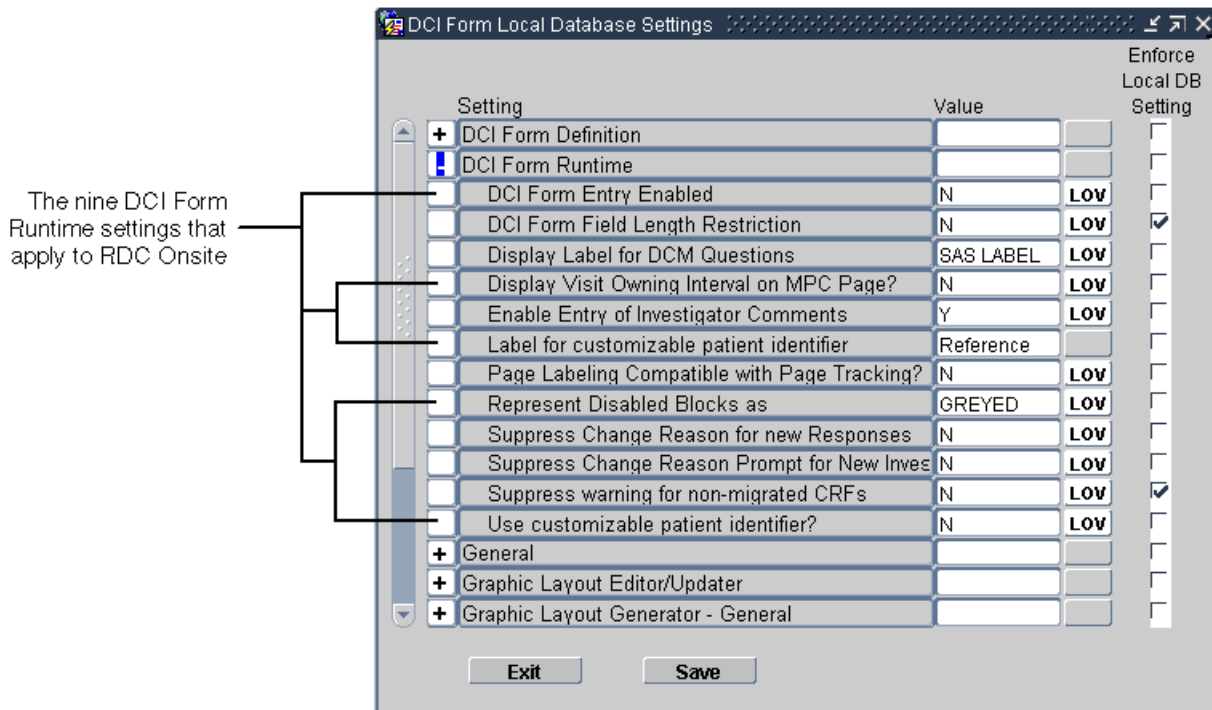 DCI Form Local Database Settings
Enforce
Local DB
Setting Value Setting
+ DCI Form Definition
- DCI Form Runtime
The nine DCI Form
Runtime settings that
apply to RDC Onsite
DCI Form Entry Enabled N LOV
DCI Form Field Length Restriction N LOV
Display Label for DCM Questions SAS LABEL LOV
Display Visit Owning Interval on MPC Page? N LOV
Enable Entry of Investigator Comments Y LOV
Label for customizable patient identifier Reference
Page Labeling Compatible with Page Tracking? N LOV
Represent Disabled Blocks as GREYED LOV
Suppress Change Reason for new Responses N LOV
Suppress Change Reason Prompt for New Inves N LOV
Suppress warning for non-migrated CRFs N LOV
Use customizable patient identifier? N LOV
+ General
+ Graphic Layout Editor/Updater
+ Graphic Layout Generator - General
Exit Save